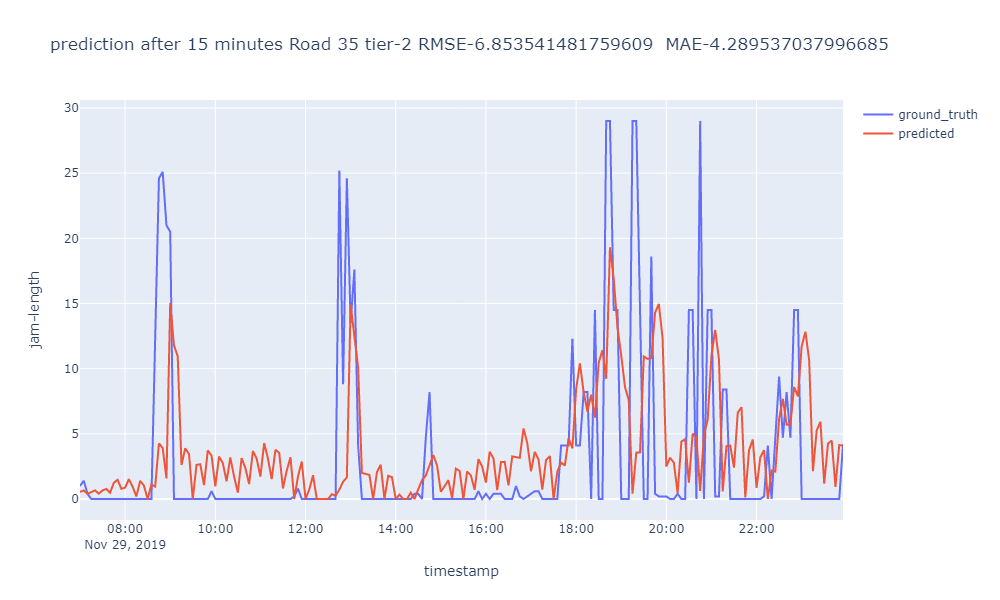 prediction after 15 minutes Road 35 tier-2 RMSE-6.853541481759609  MAE-4.289537037996685
ground_truth
predicted
jam-length
30
25
20
15
10
5
0
08:00 10:00 12:00 14:00 16:00 18:00 20:00 22:00
Nov 29, 2019
timestamp